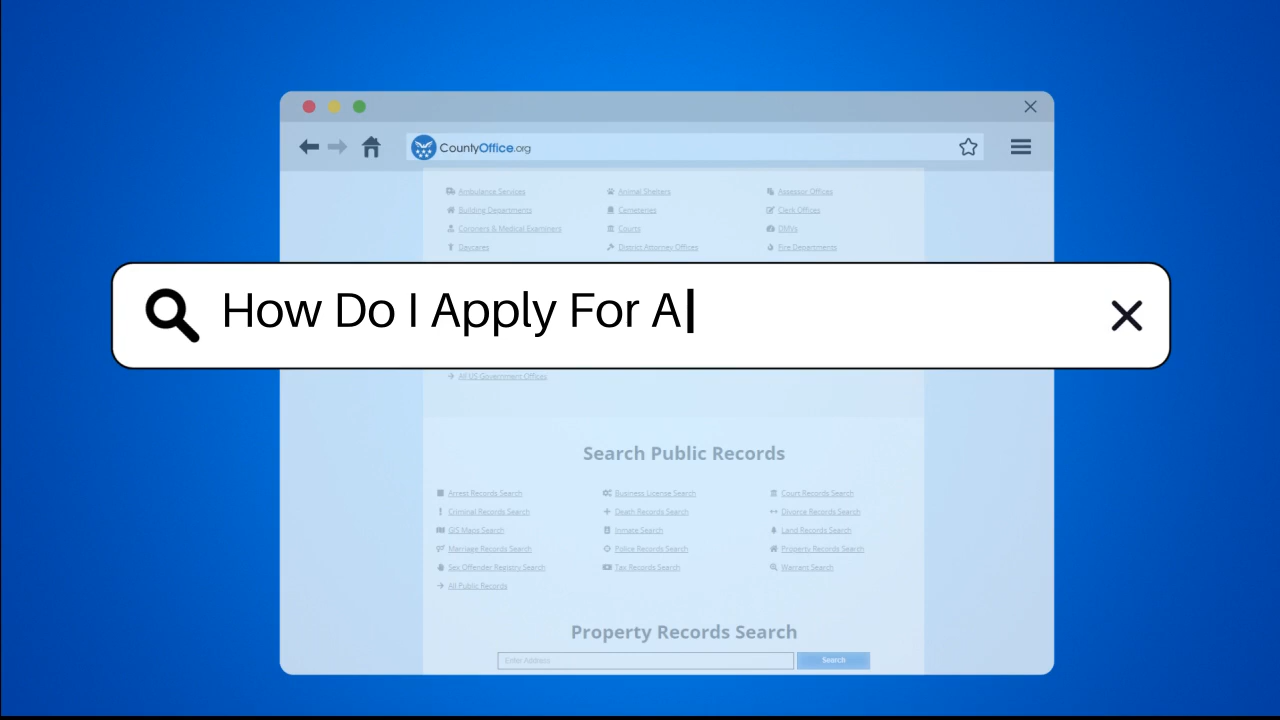 CountyOffice.org
Ambulance Services
Animal Shelters
Assessor Offices
Building Departments
Cemeteries
Clerk Offices
Coroners & Medical Examiners
Courts
DMVs
Daycares
District Attorney Offices
Fire Departments
How Do I Apply For A
All US Government Offices
Search Public Records
Arrest Records Search
Business License Search
Court Records Search
Criminal Records Search
Death Records Search
Divorce Records Search
GIS Maps Search
Inmate Search
Land Records Search
Marriage Records Search
Police Records Search
Property Records Search
Sex Offender Registry Search
Tax Records Search
Warrant Search
All Public Records
Property Records Search
Enter Address
Search